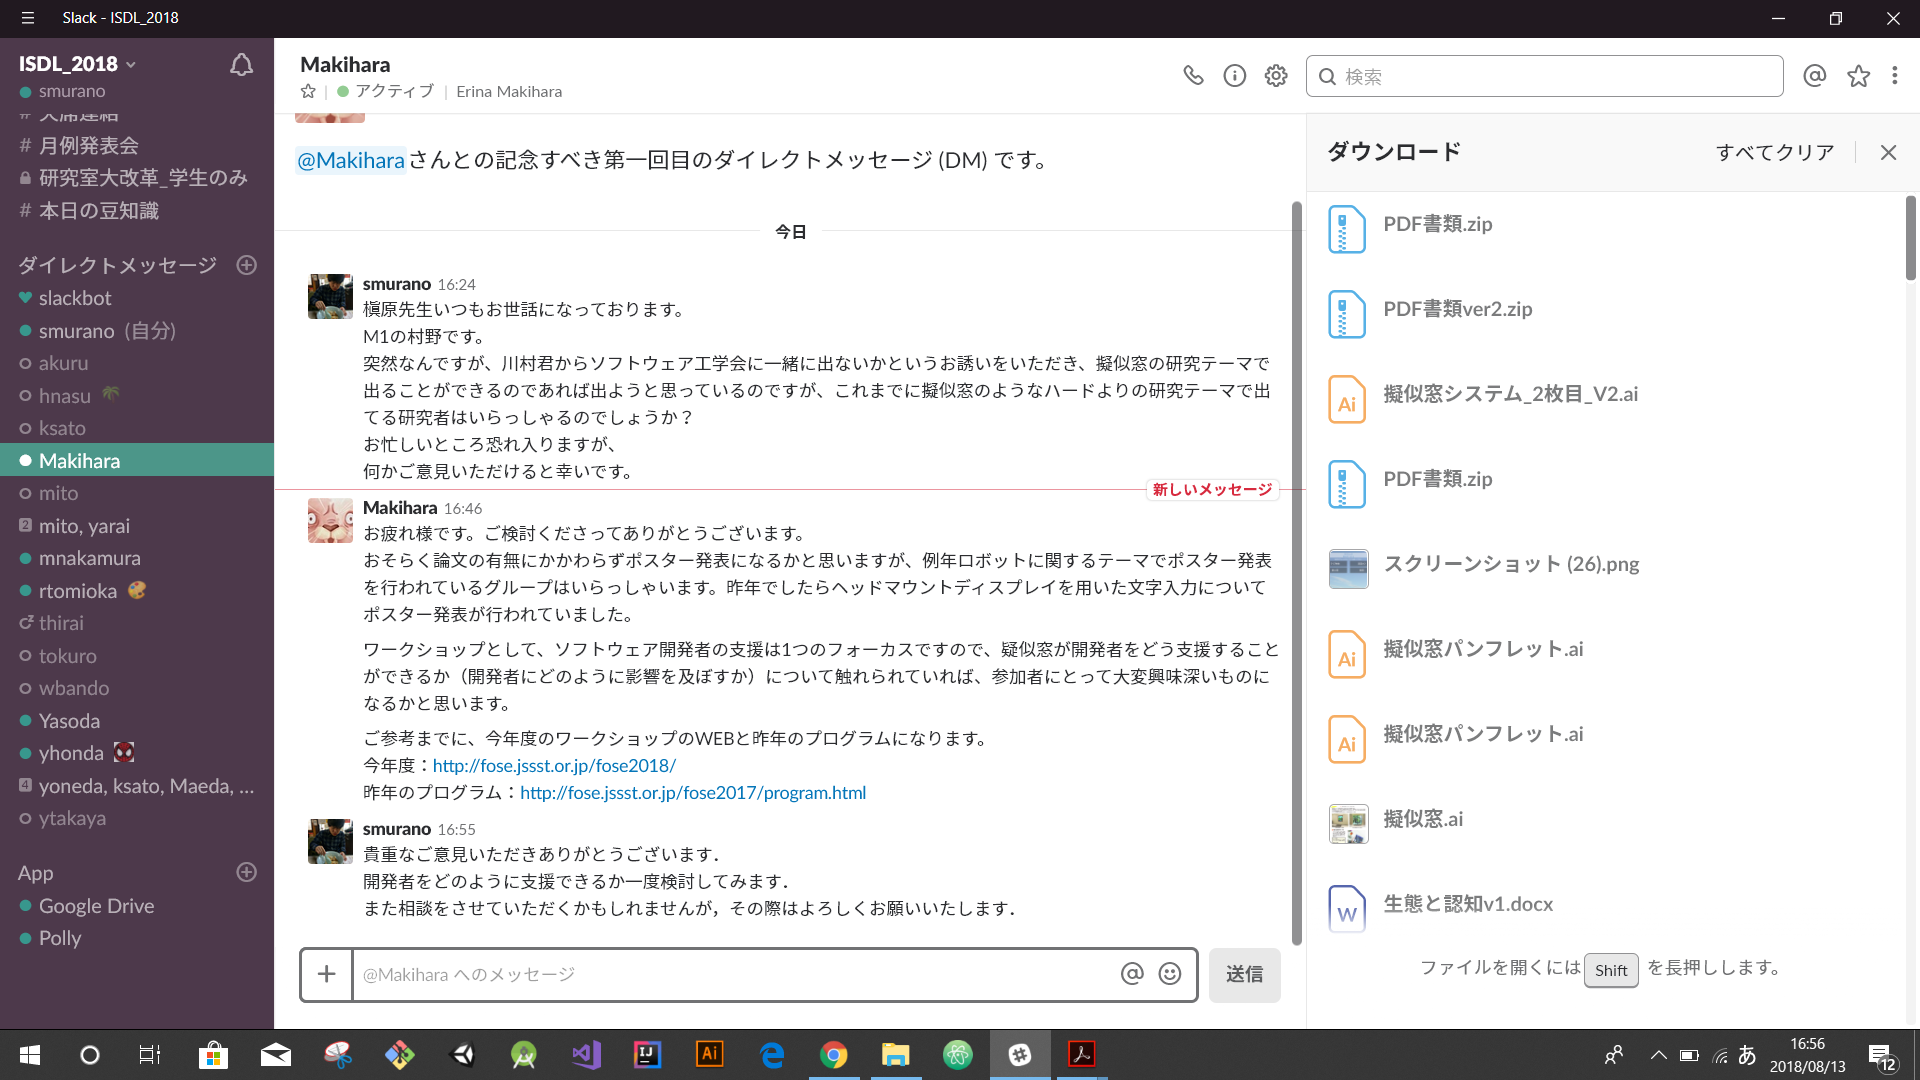 Slack - ISDL_2018
ISDL_2018
smurano
# 欠席連絡
# 月例発表会
研究室大改革_学生のみ
# 本日の豆知識
ダイレクトメッセージ
slackbot
smurano (自分)
akuru
hnasu
ksato
Makihara
mito
2 mito, yarai
mnakamura
rtomioka
thirai
tokuro
wbando
Yasoda
yhonda
4 yoneda, ksato, Maeda, ...
ytakaya
App
Google Drive
Polly
Makihara
アクティブ | Erina Makihara
検索
@Makiharaさんとの記念すべき第一回目のダイレクトメッセージ (DM) です。
今日
smurano 16:24
槇原先生いつもお世話になっております。
M1の村野です。
突然なんですが、川村君からソフトウェア工学会に一緒に出ないかというお誘いをいただき、擬似窓の研究テーマで
出ることができるのであれば出ようと思っているのですが、これまでに擬似窓のようなハードよりの研究テーマで出
てる研究者はいらっしゃるのでしょうか？
お忙しいところ恐れ入りますが、
何かご意見いただけると幸いです。
新しいメッセージ
Makihara 16:46
お疲れ様です。ご検討くださってありがとうございます。
おそらく論文の有無にかかわらずポスター発表になるかと思いますが、例年ロボットに関するテーマでポスター発表
を行われているグループはいらっしゃいます。昨年でしたらヘッドマウントディスプレイを用いた文字入力について
ポスター発表が行われていました。
ワークショップとして、ソフトウェア開発者の支援は1つのフォーカスですので、疑似窓が開発者をどう支援すること
ができるか（開発者にどのように影響を及ぼすか）について触れられていれば、参加者にとって大変興味深いものに
なるかと思います。
ご参考までに、今年度のワークショップのWEBと昨年のプログラムになります。
今年度：http://fose.jssst.or.jp/fose2018/
昨年のプログラム：http://fose.jssst.or.jp/fose2017/program.html
smurano 16:55
貴重なご意見いただきありがとうございます．
開発者をどのように支援できるか一度検討してみます．
また相談をさせていただくかもしれませんが，その際はよろしくお願いいたします．
@Makihara へのメッセージ
送信
ダウンロード
すべてクリア
PDF書類.zip
PDF書類ver2.zip
Ai 擬似窓システム_2枚目_V2.ai
PDF書類.zip
スクリーンショット (26).png
Ai 擬似窓パンフレット.ai
Ai 擬似窓パンフレット.ai
擬似窓.ai
W 生態と認知v1.docx
ファイルを開くには Shift を長押しします。
IJ
Ai
あ
16:56
2018/08/13
12